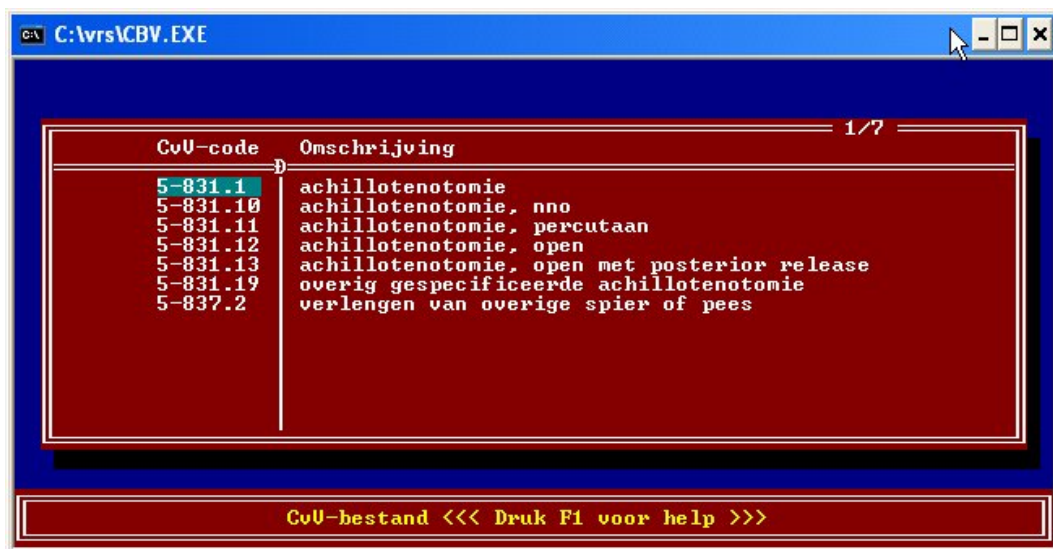 C:\vrs\CBV.EXE
1/7
CvV-code Omschrijving
5-831.1 achillotenotomie
5-831.10 achillotenotomie, nno
5-831.11 achillotenotomie, percutaan
5-831.12 achillotenotomie, open
5-831.13 achillotenotomie, open met posterior release
5-831.19 overig gespecificeerde achillotenotomie
5-837.2 verlengen van overige spier of pees
CvV-bestand <<< Druk F1 voor help >>>